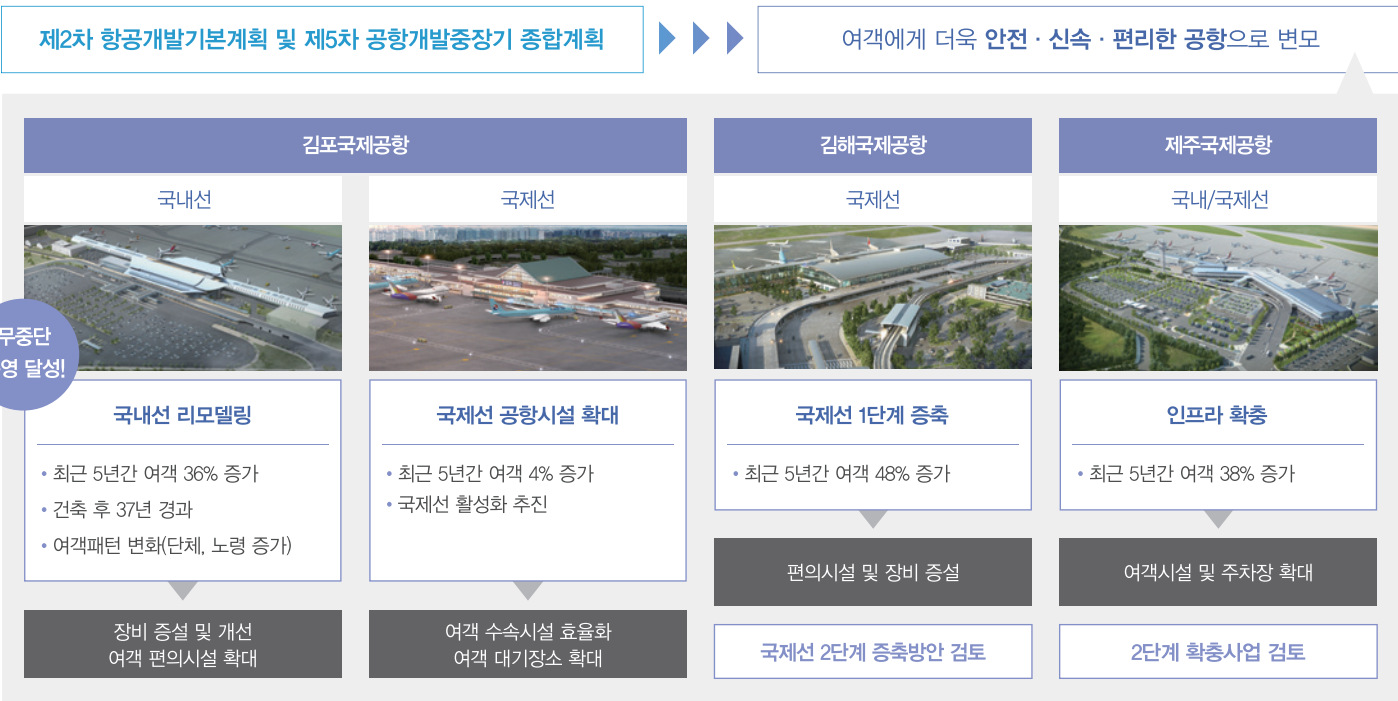 제2차 항공개발기본계획 및 제5차 공항개발중장기 종합계획
여객에게 더욱 안전 · 신속 · 편리한 공항으로 변모
김포국제공항
국내선
국제선
무중단
영 달성!
국내선 리모델링
• 최근 5년간 여객 36% 증가
• 건축 후 37년 경과
• 여객패턴 변화(단체, 노령 증가)
장비 증설 및 개선
여객 편의시설 확대
국제선 공항시설 확대
• 최근 5년간 여객 4% 증가
• 국제선 활성화 추진
여객 수속시설 효율화
여객 대기장소 확대
김해국제공항
국제선
국제선 1단계 증축
• 최근 5년간 여객 48% 증가
편의시설 및 장비 증설
국제선 2단계 증축방안 검토
제주국제공항
국내/국제선
인프라 확충
• 최근 5년간 여객 38% 증가
여객시설 및 주차장 확대
2단계 확충사업 검토